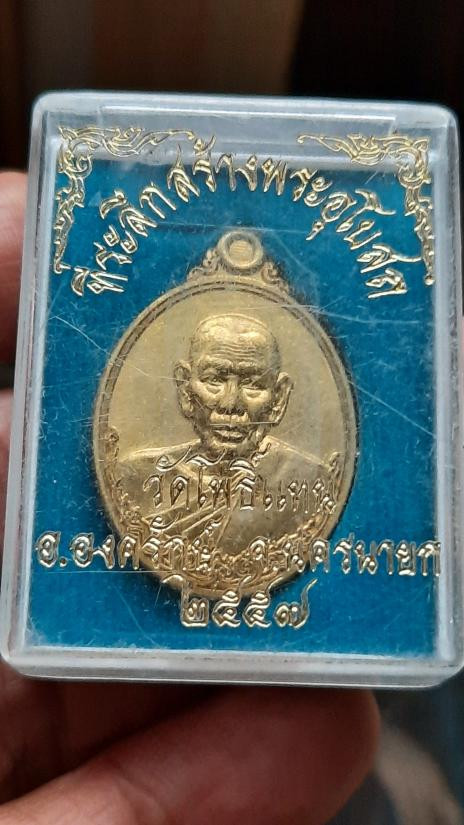 ที่ระลึกสร้างพระอุโบสถ
วัดโพธิ์แทน
อ.องครักษ์ จ.นครนายก
๒๕๕๗